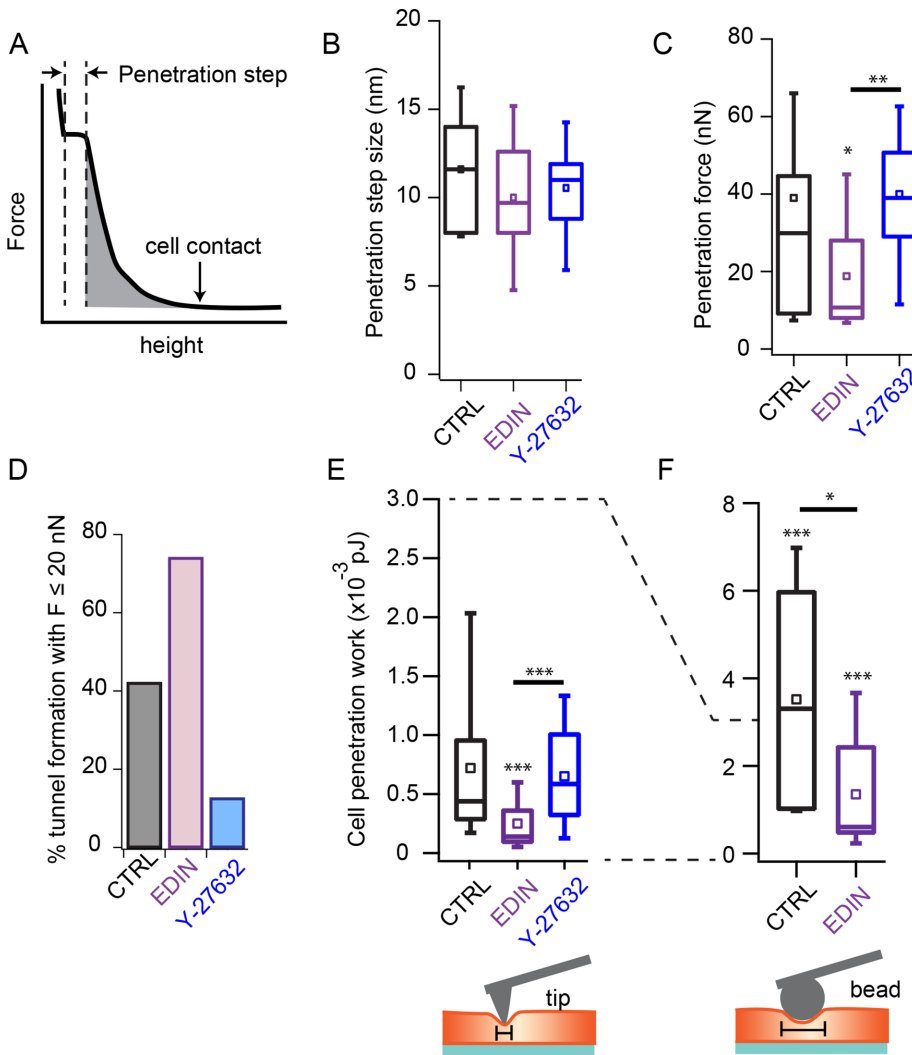 A
Penetration step
Force
cell contact
height
B
Penetration step size (nm)
20
15
10
5
0
CTRL
EDIN
Y-27632
C
Penetration force (nN)
80
60
40
20
0
**
*
CTRL
EDIN
Y-27632
D
% tunnel formation with F ≤ 20 nN
80
60
40
20
0
CTRL
EDIN
Y-27632
E
Cell penetration work (x10⁻³pJ)
3.0
2.5
2.0
1.5
1.0
0.5
0
***
***
CTRL
EDIN
Y-27632
tip
F
8
6
4
2
0
*
***
***
CTRL
EDIN
bead